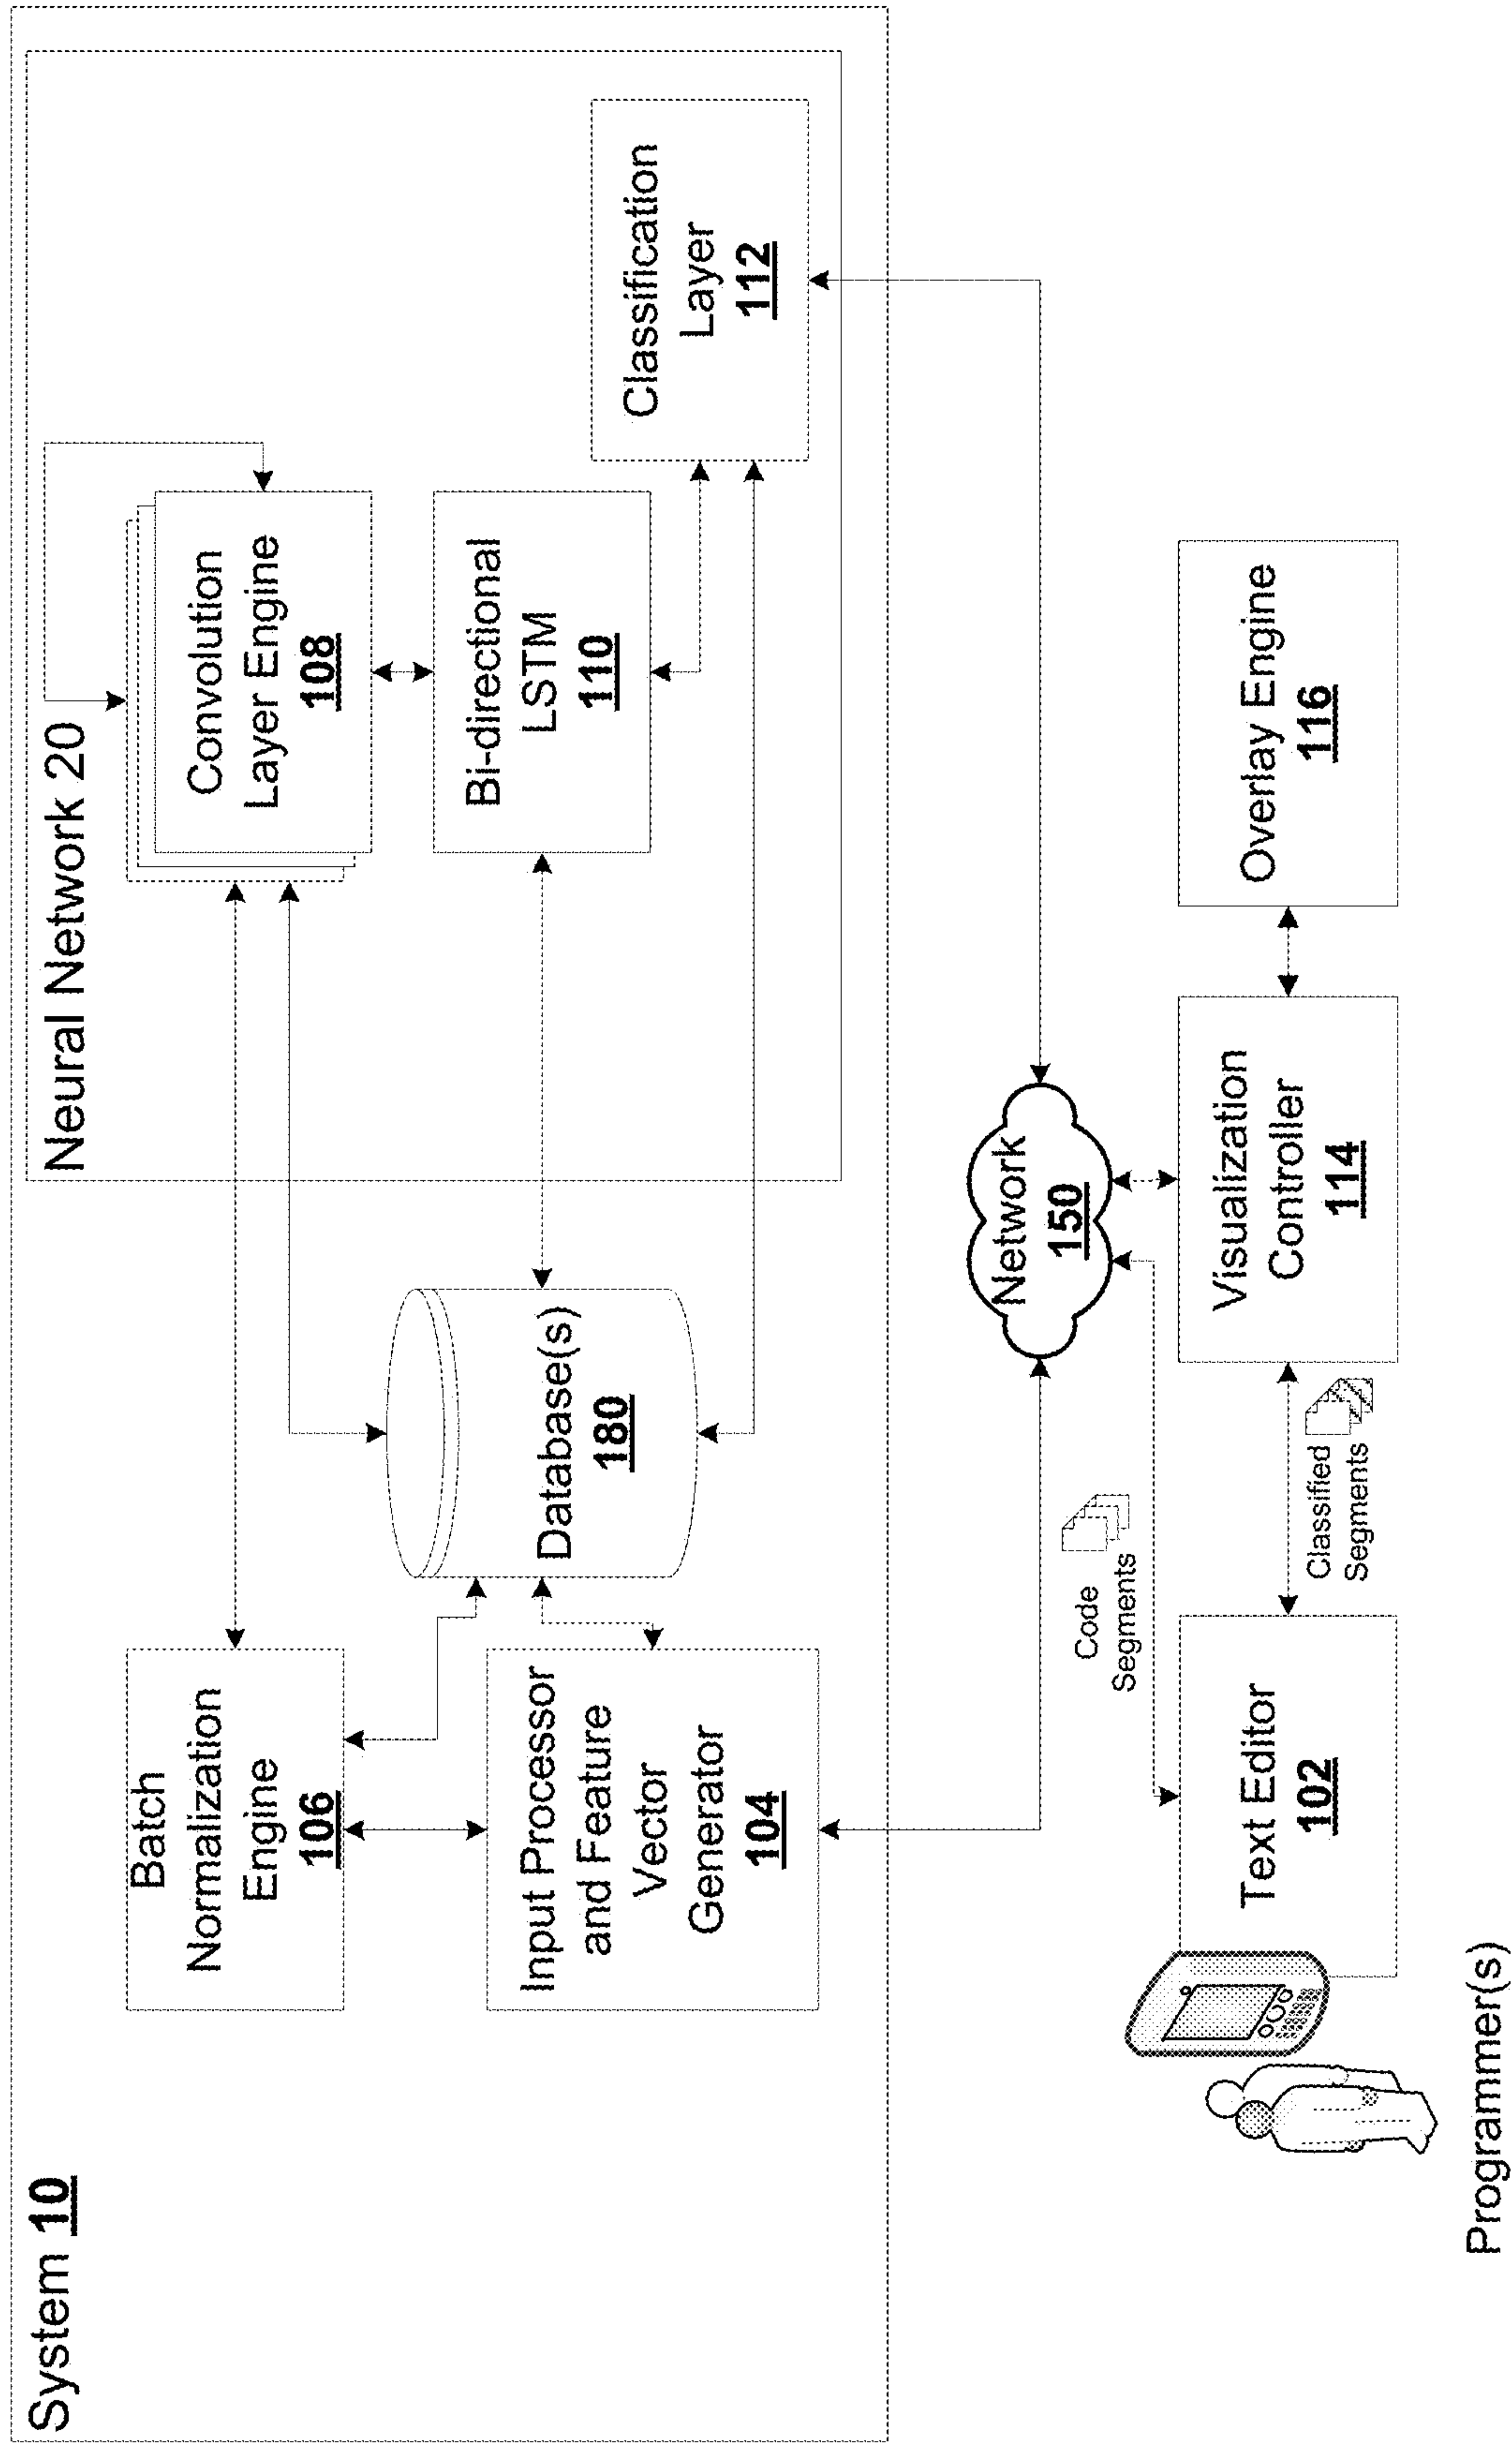 System 10
Neural Network 20
Batch
Normalization
Engine
106
Convolution
Layer Engine
108
Input Processor
and Feature
Vector
Generator
104
Database(s)
180
Bi-directional
LSTM
110
Classification
Layer
112
Network
150
Code
Segments
Text Editor
102
Classified
Segments
Visualization
Controller
114
Overlay Engine
116
Programmer(s)